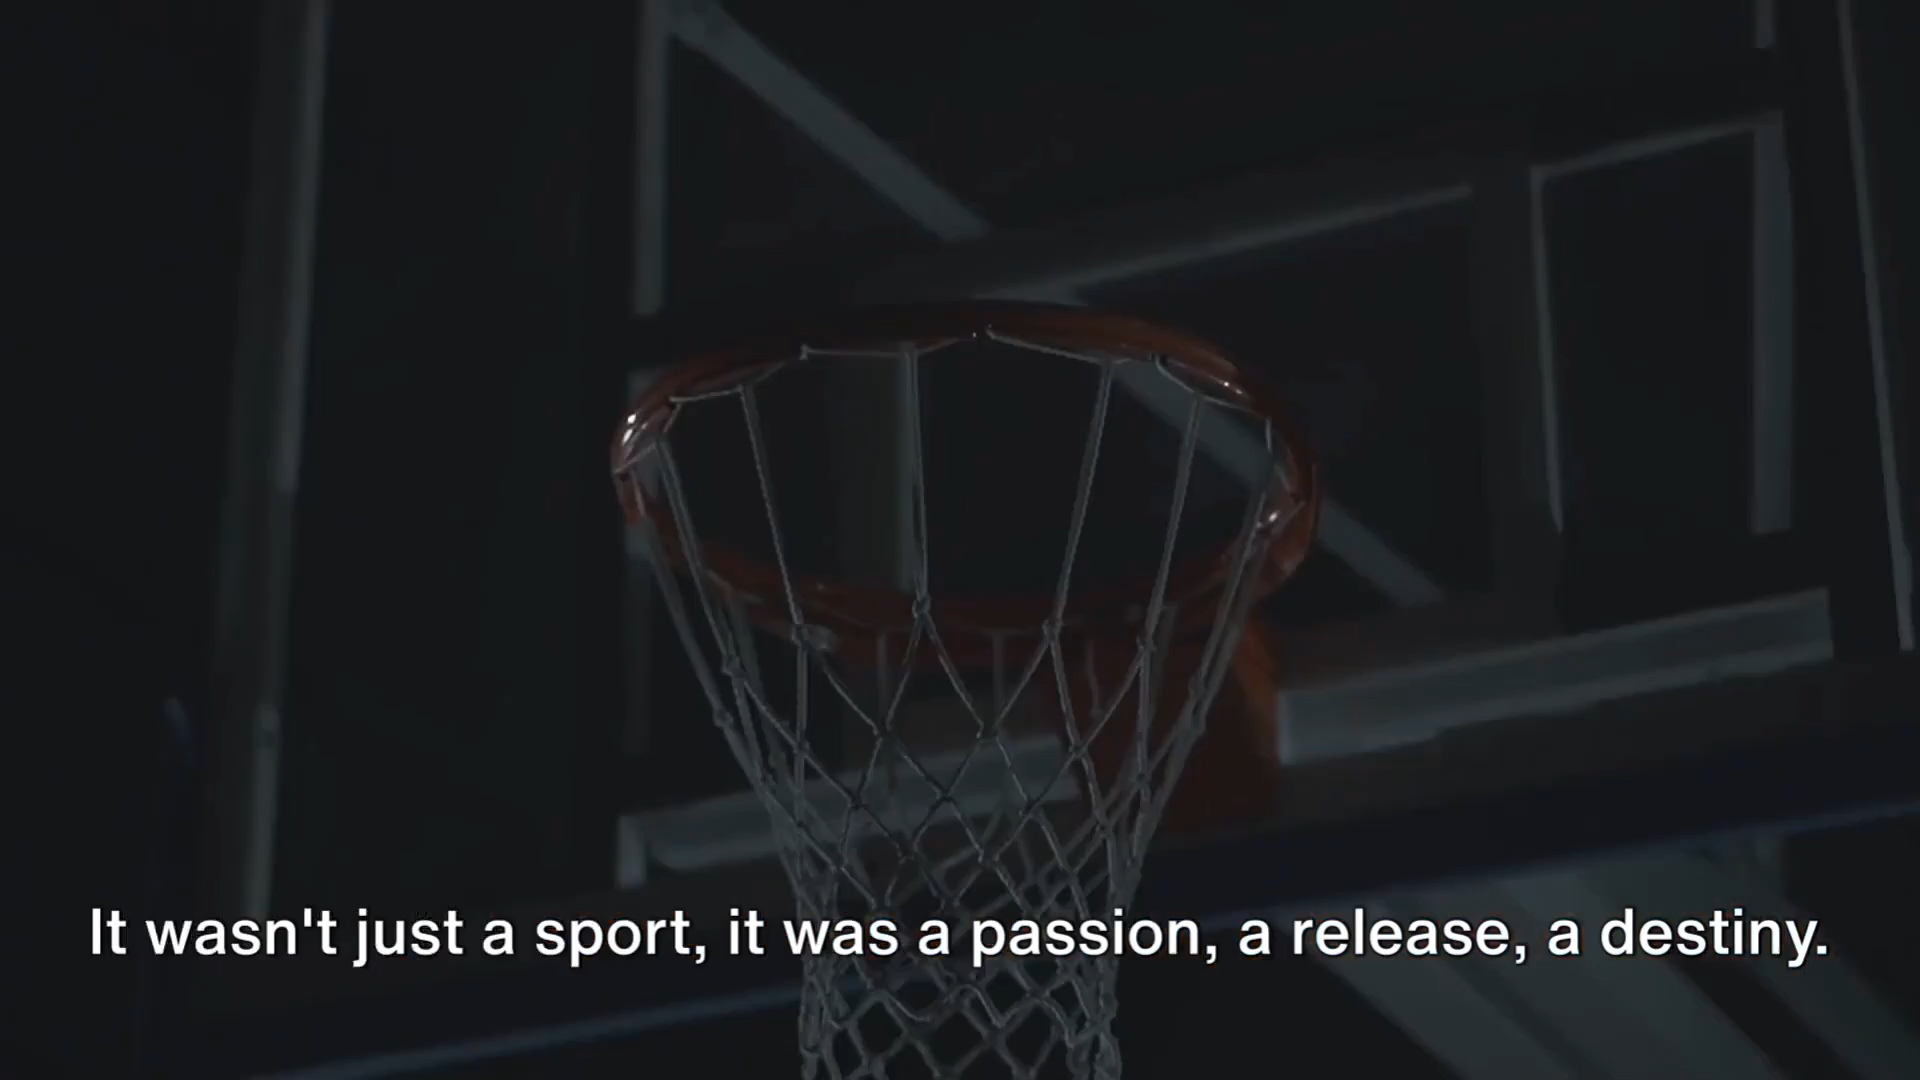 It wasn't just a sport, it was a passion, a release, a destiny.